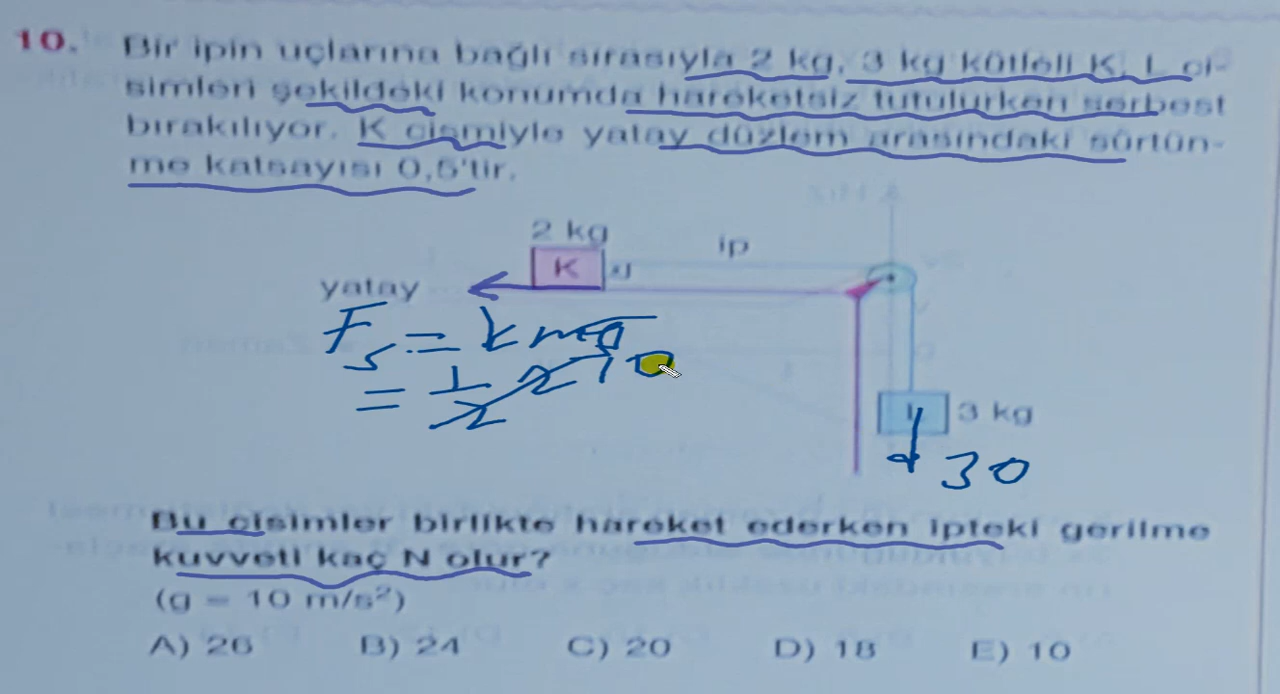 10. Bir ipin uçlarına bağlı sırasıyla 2 kg, 3 kg kütleli K, L ci-
simleri şekildeki konumda hareketsiz tutulurken serbest
bırakılıyor. K cismiyle yatay düzlem arasındaki sürtün-
me katsayısı 0,5'tir.
2 kg
ip
K
yatay
Fs = kmg
= 1/2 2 10
L 3 kg
30
Bu cisimler birlikte hareket ederken ipteki gerilme
kuvveti kaç N olur?
(g = 10 m/s²)
A) 26 B) 24 C) 20 D) 18 E) 10